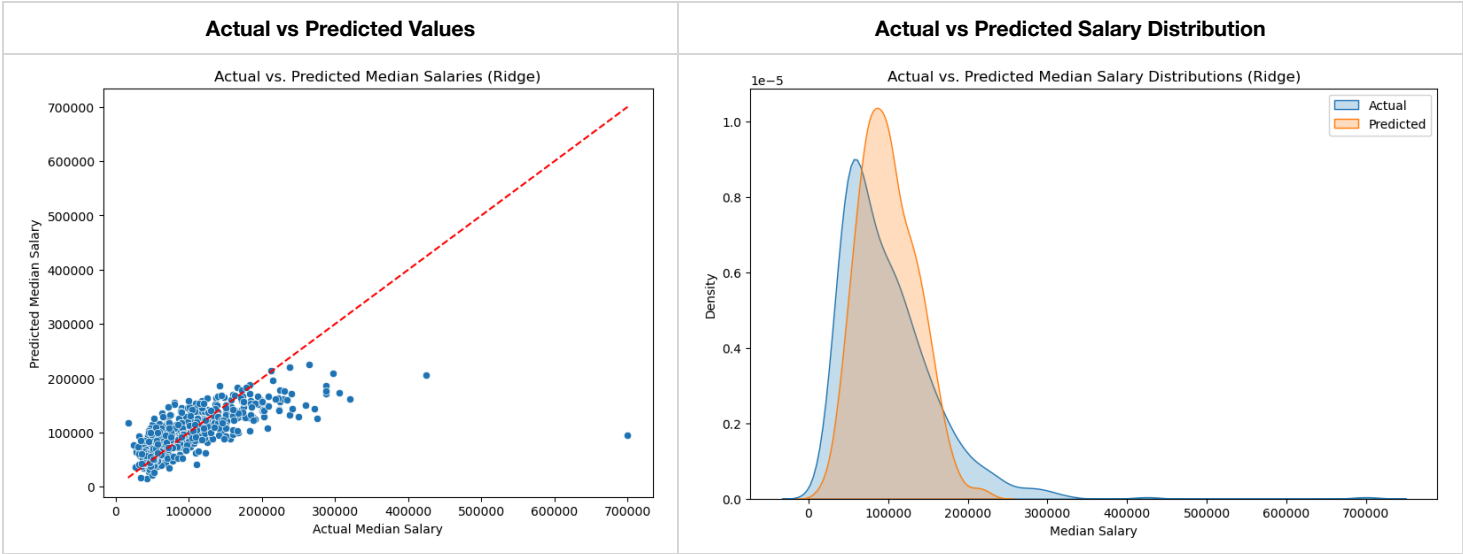 Actual vs Predicted Values
Actual vs Predicted Salary Distribution
Actual vs. Predicted Median Salaries (Ridge)
700000
600000
500000
400000
300000
200000
100000
0
Predicted Median Salary
0 100000 200000 300000 400000 500000 600000 700000
Actual Median Salary
Actual vs. Predicted Median Salary Distributions (Ridge)
1e−5
Actual
Predicted
1.0
0.8
0.6
0.4
0.2
0.0
Density
0 100000 200000 300000 400000 500000 600000 700000
Median Salary